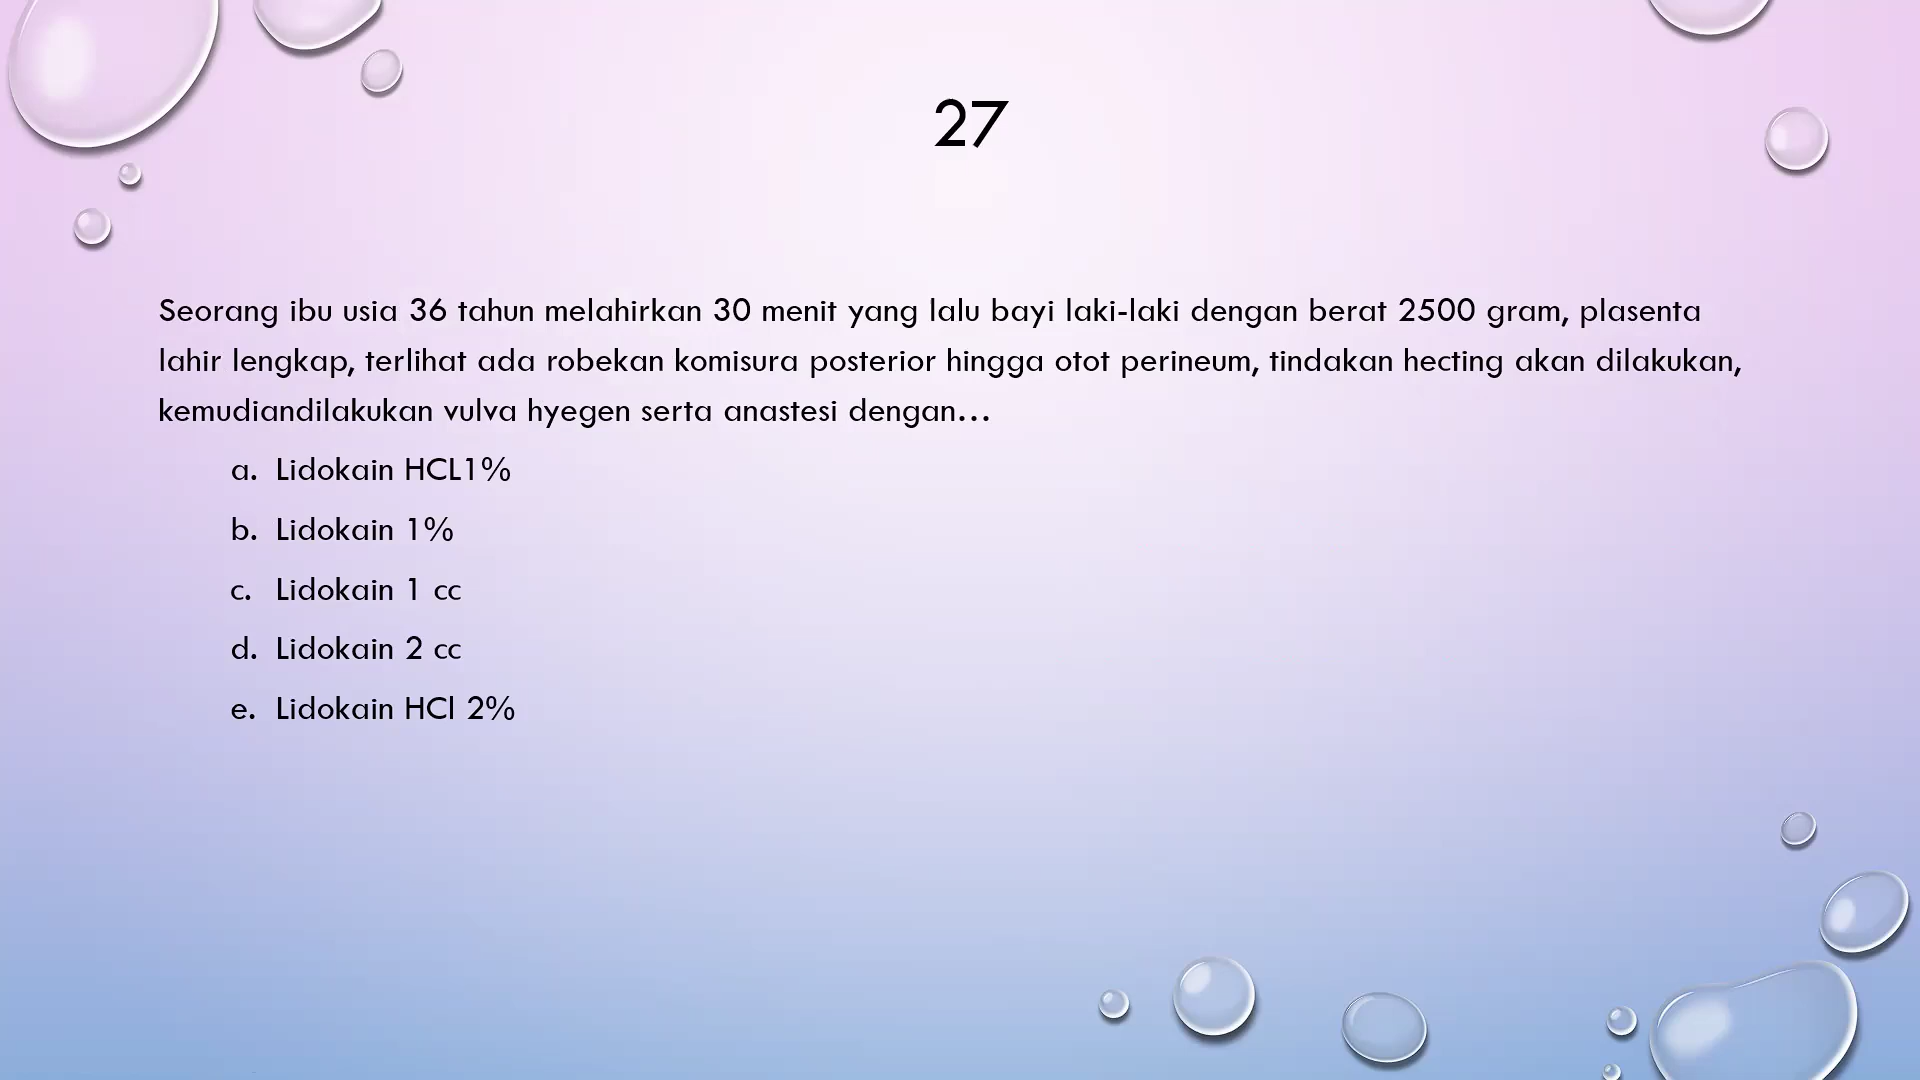 27
Seorang ibu usia 36 tahun melahirkan 30 menit yang lalu bayi laki-laki dengan berat 2500 gram, plasenta
lahir lengkap, terlihat ada robekan komisura posterior hingga otot perineum, tindakan hecting akan dilakukan,
kemudiandilakukan vulva hyegen serta anastesi dengan...
a. Lidokain HCL1%
b. Lidokain 1%
c. Lidokain 1 cc
d. Lidokain 2 cc
e. Lidokain HCl 2%